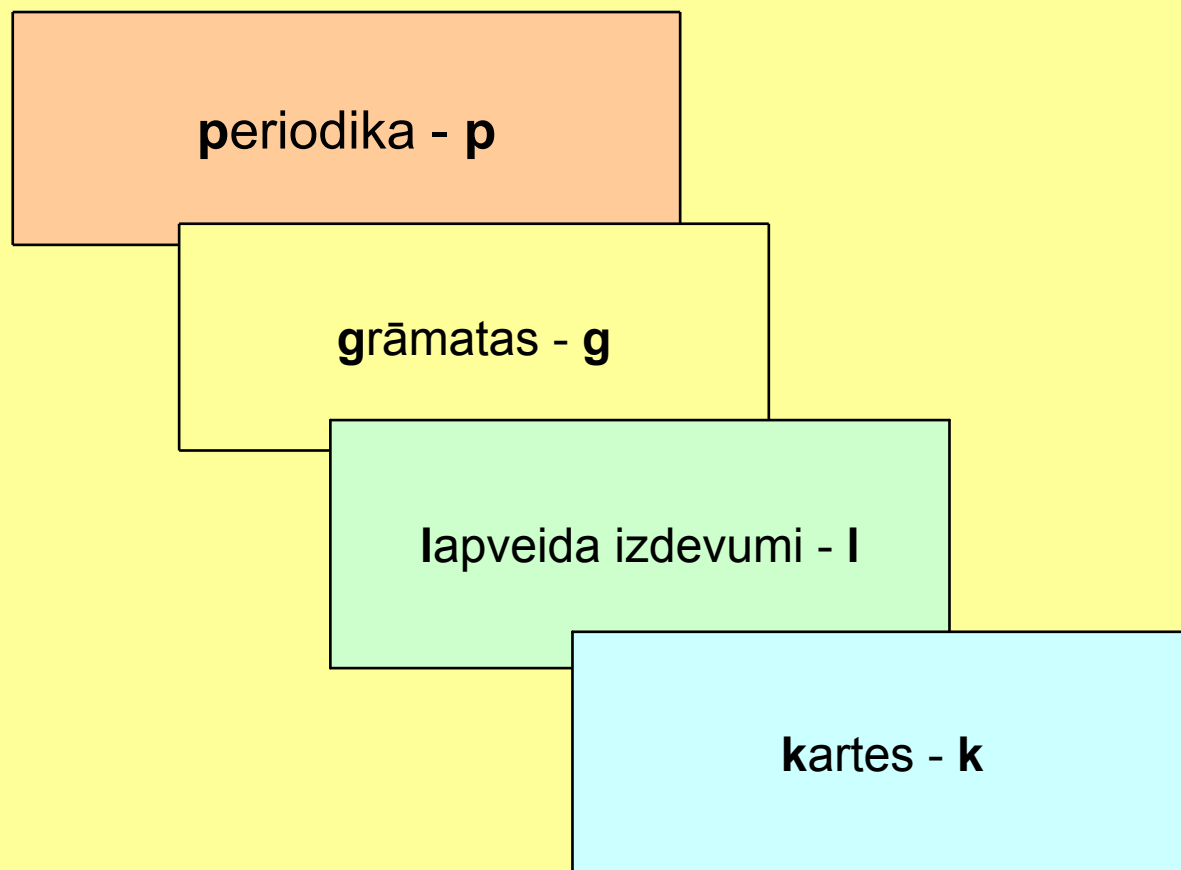 periodika - p
grāmatas - g
lapveida izdevumi - l
kartes - k